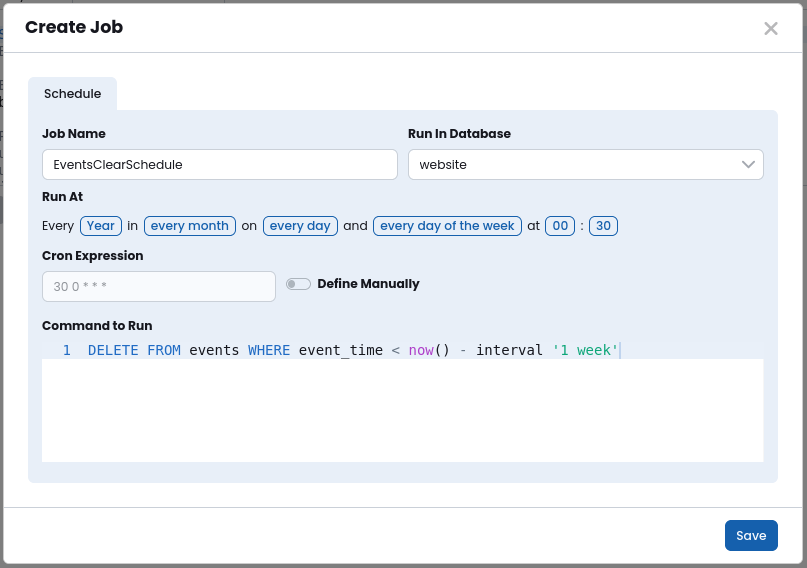 Create Job
Schedule
Job Name
Run In Database
EventsClearSchedule
website
Run At
Every Year in every month on every day and every day of the week at 00 : 30
Cron Expression
30 0 * * *
Define Manually
Command to Run
1 DELETE FROM events WHERE event_time < now() - interval '1 week'
Save